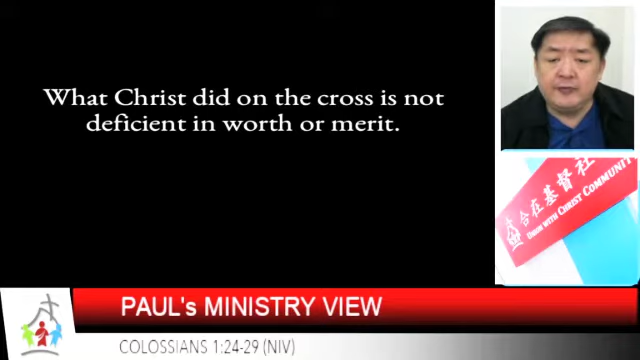 What Christ did on the cross is not
deficient in worth or merit.
合在基督社
UNION WITH CHRIST COMMUNIT
PAUL's MINISTRY VIEW
COLOSSIANS 1:24-29 (NIV)